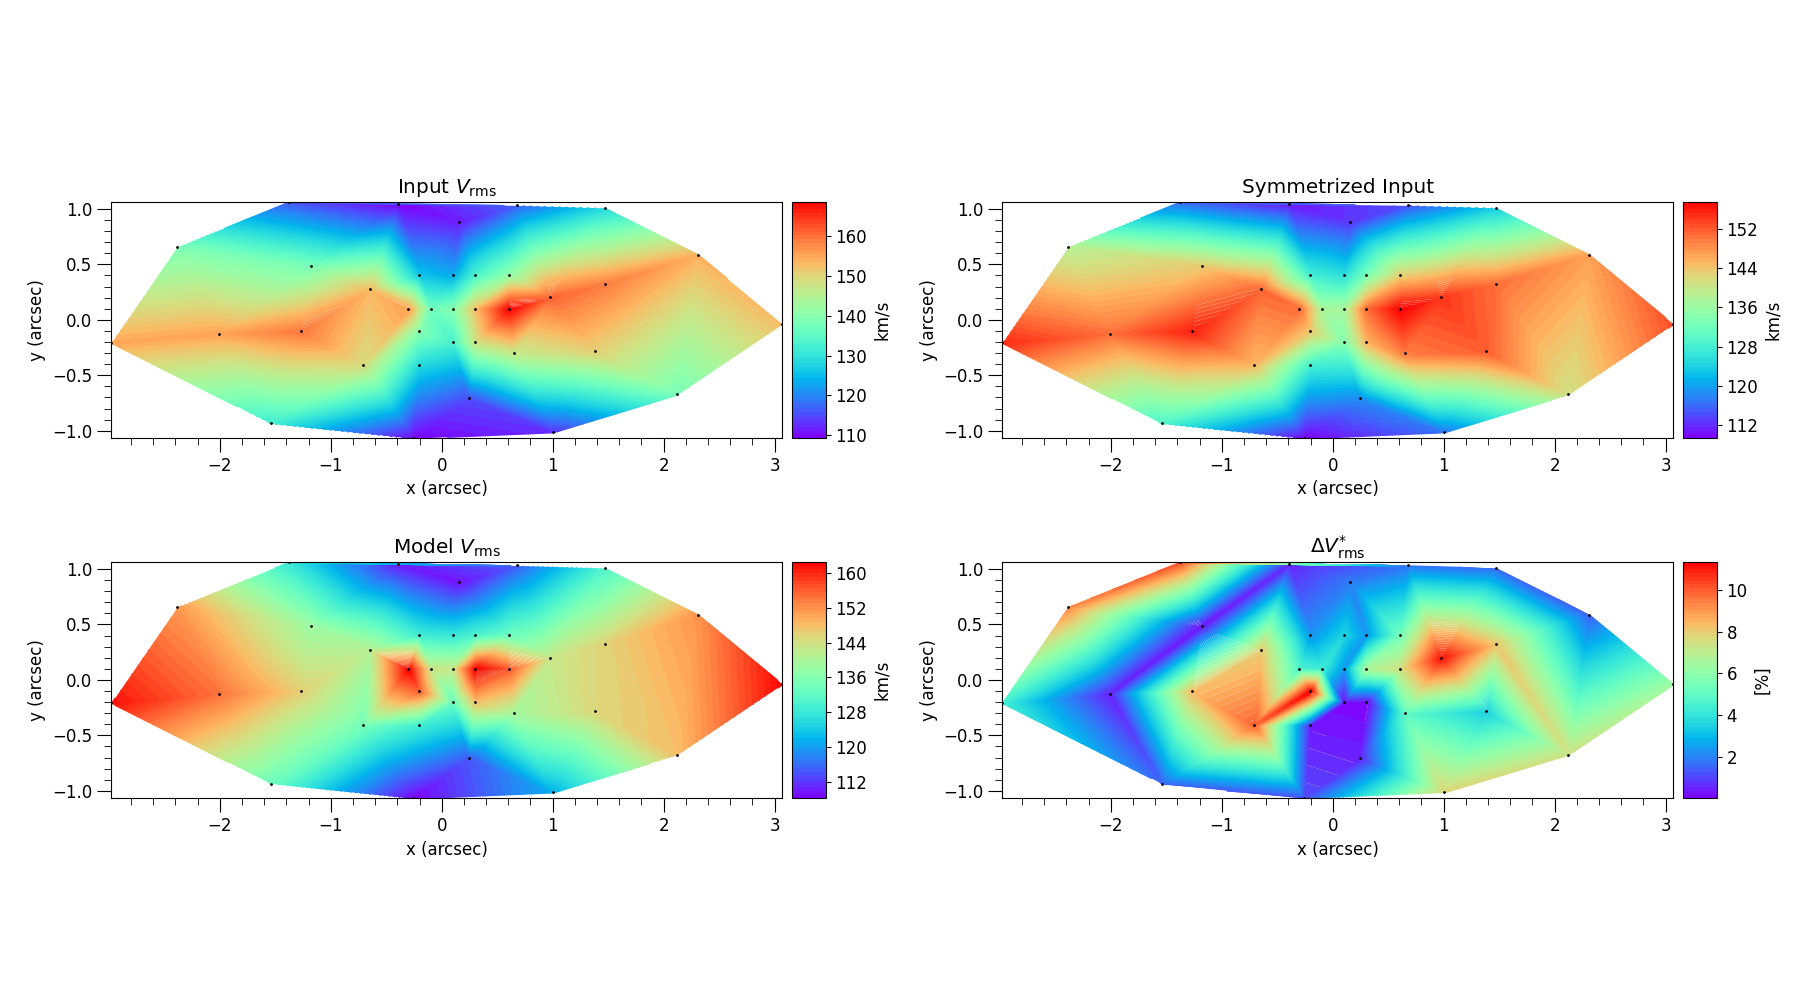 Input V_rms
1.0
0.5
0.0
−0.5
−1.0
y (arcsec)
−2 −1 0 1 2 3
x (arcsec)
160
150
140
130
120
110
km/s
Symmetrized Input
1.0
0.5
0.0
−0.5
−1.0
y (arcsec)
−2 −1 0 1 2 3
x (arcsec)
152
144
136
128
120
112
km/s
Model V_rms
1.0
0.5
0.0
−0.5
−1.0
y (arcsec)
−2 −1 0 1 2 3
x (arcsec)
160
152
144
136
128
120
112
km/s
ΔV*_rms
1.0
0.5
0.0
−0.5
−1.0
y (arcsec)
−2 −1 0 1 2 3
x (arcsec)
10
8
6
4
2
[%]